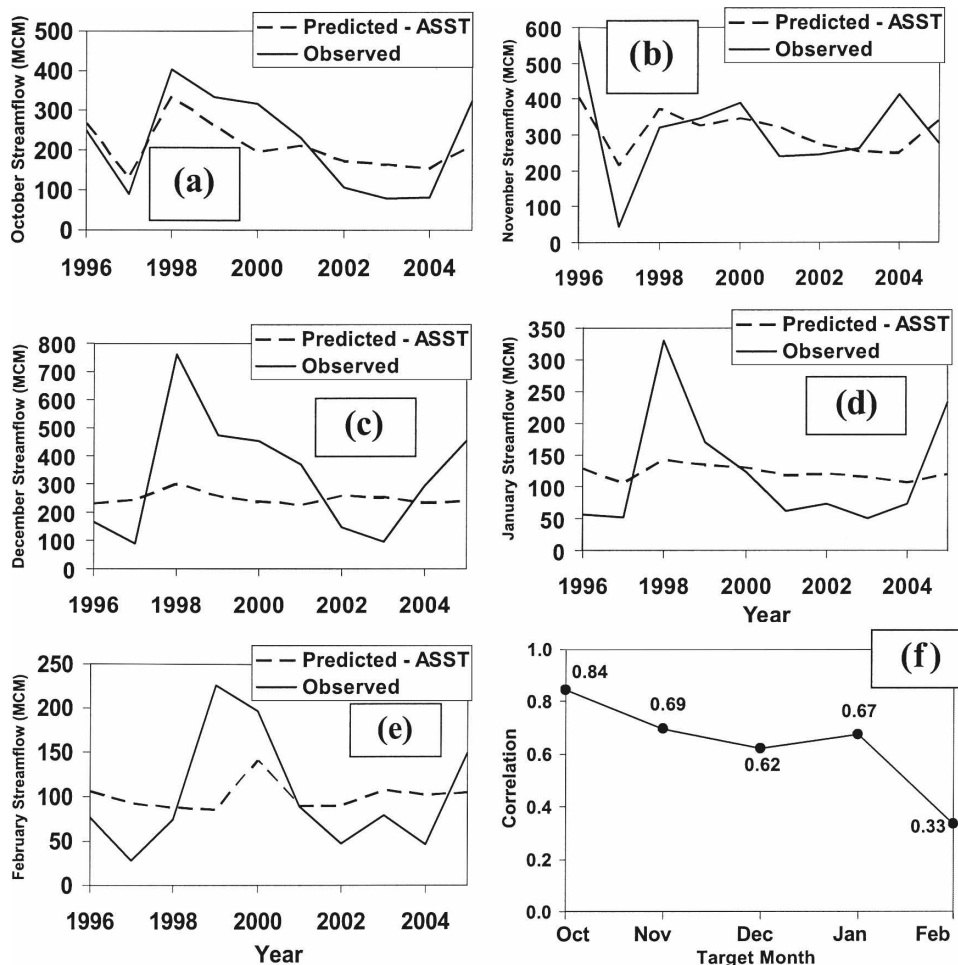 October Streamflow (MCM)
500
400
300
200
100
0
Predicted - ASST
Observed
(a)
1996 1998 2000 2002 2004
November Streamflow (MCM)
600
500
400
300
200
100
0
Predicted - ASST
Observed
(b)
1996 1998 2000 2002 2004
December Streamflow (MCM)
800
700
600
500
400
300
200
100
0
Predicted - ASST
Observed
(c)
1996 1998 2000 2002 2004
January Streamflow (MCM)
350
300
250
200
150
100
50
0
Predicted - ASST
Observed
(d)
1996 1998 2000 2002 2004
Year
February Streamflow (MCM)
250
200
150
100
50
0
Predicted - ASST
Observed
(e)
1996 1998 2000 2002 2004
Year
Correlation
1.0
0.8
0.6
0.4
0.2
0.0
(f)
0.84
0.69
0.62
0.67
0.33
Oct Nov Dec Jan Feb
Target Month